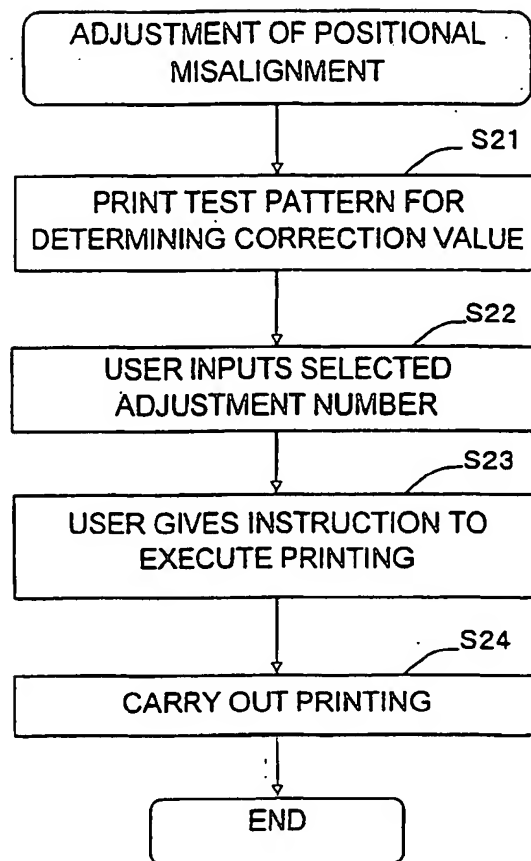 ADJUSTMENT OF POSITIONAL
MISALIGNMENT
S21
PRINT TEST PATTERN FOR
DETERMINING CORRECTION VALUE
S22
USER INPUTS SELECTED
ADJUSTMENT NUMBER
S23
USER GIVES INSTRUCTION TO
EXECUTE PRINTING
S24
CARRY OUT PRINTING
END